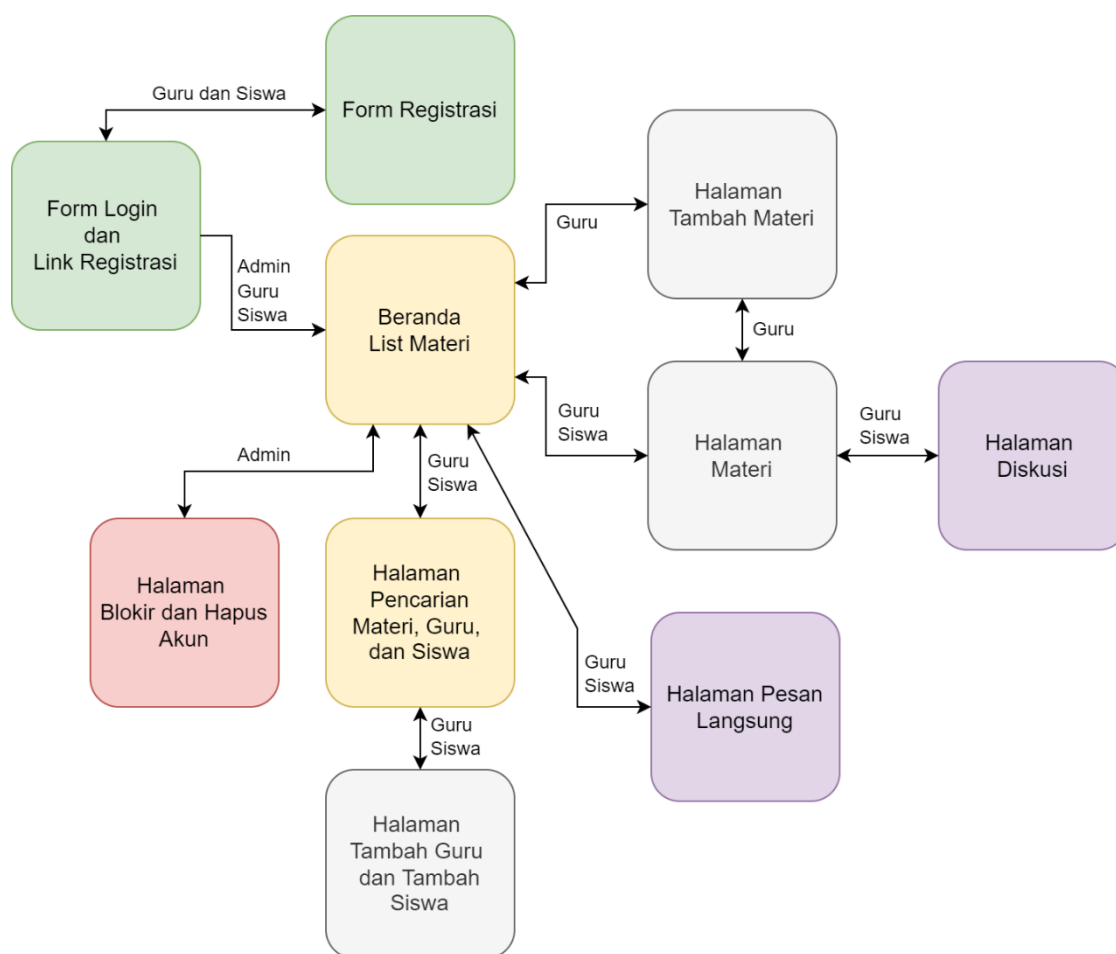 Guru dan Siswa
Form Registrasi
Form Login
dan
Link Registrasi
Admin
Guru
Siswa
Beranda
List Materi
Guru
Halaman
Tambah Materi
Guru
Guru
Siswa
Halaman
Materi
Guru
Siswa
Halaman
Diskusi
Admin
Guru
Siswa
Halaman
Blokir dan Hapus
Akun
Halaman
Pencarian
Materi, Guru,
dan Siswa
Guru
Siswa
Halaman Pesan
Langsung
Guru
Siswa
Halaman
Tambah Guru
dan Tambah
Siswa